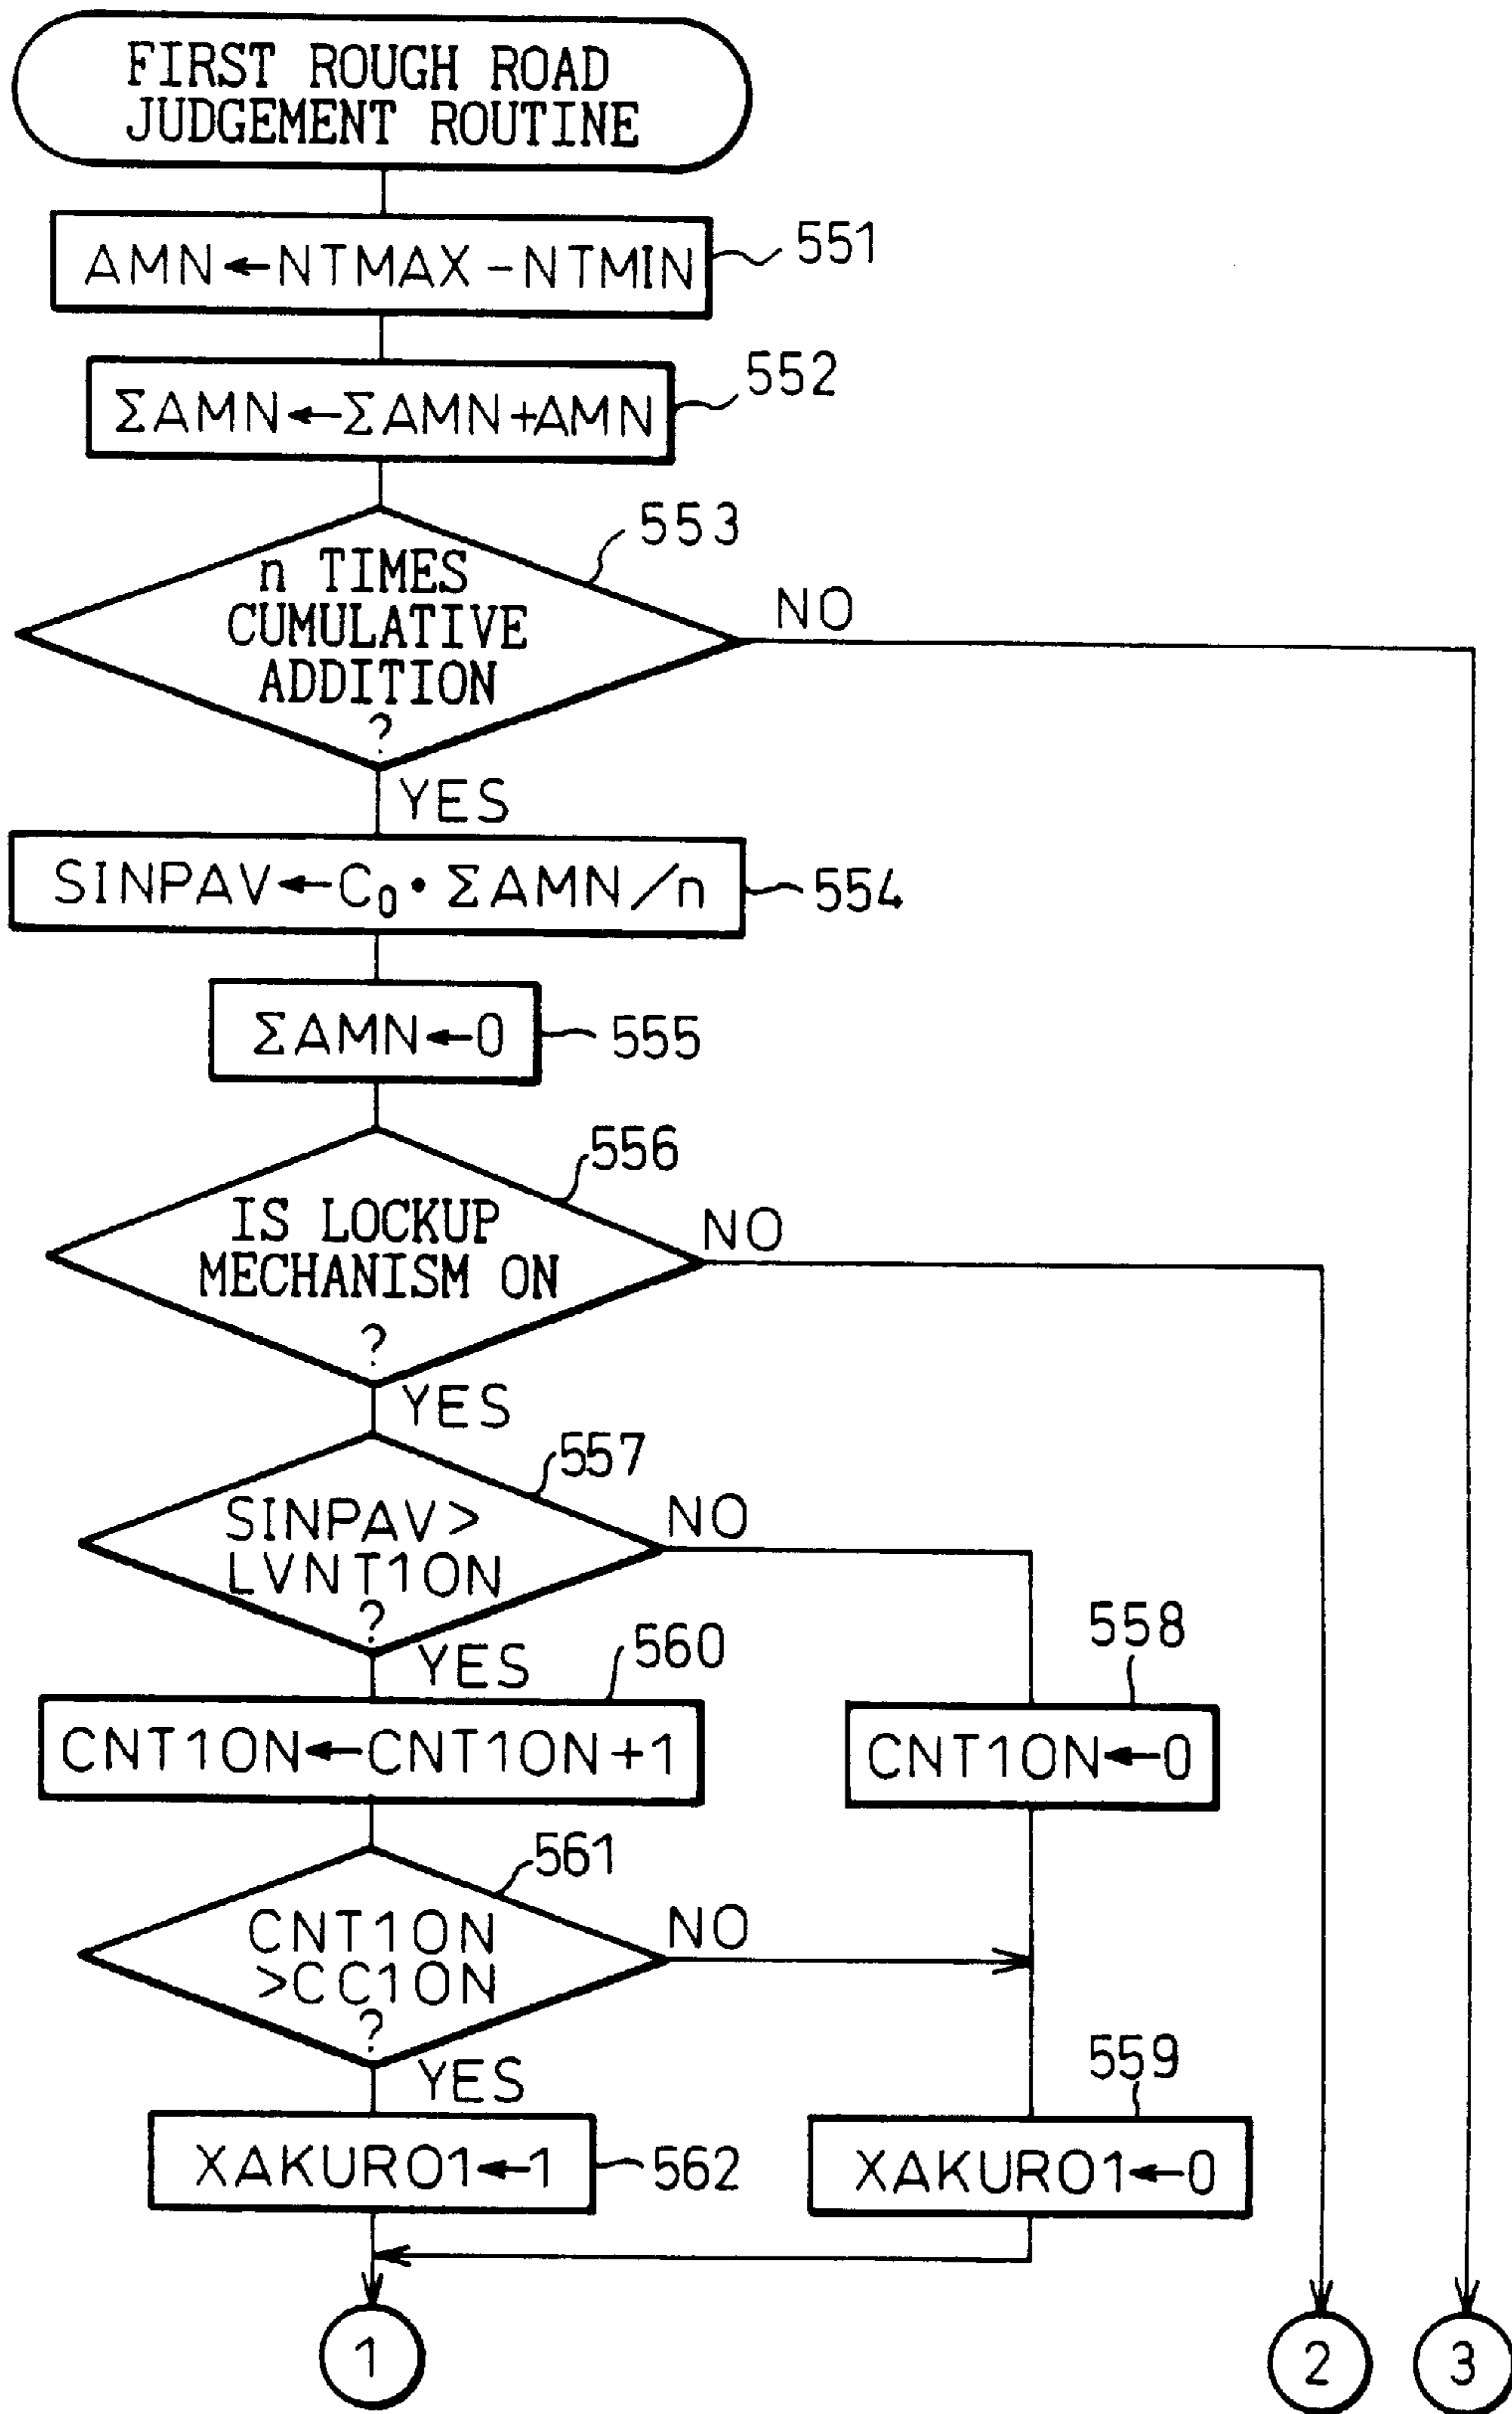 FIRST ROUGH ROAD
JUDGEMENT ROUTINE
AMN←NTMAX-NTMIN
551
ΣAMN←ΣAMN+AMN
552
n TIMES
CUMULATIVE
ADDITION
?
553
NO
YES
SINPAV←C₀·ΣAMN/n
554
ΣAMN←0
555
IS LOCKUP
MECHANISM ON
?
556
NO
YES
SINPAV>
LVNT1ON
?
557
NO
YES
CNT1ON←CNT1ON+1
560
CNT1ON←0
558
CNT1ON
>CC1ON
?
561
NO
YES
XAKURO1←1
562
XAKURO1←0
559
1
2
3